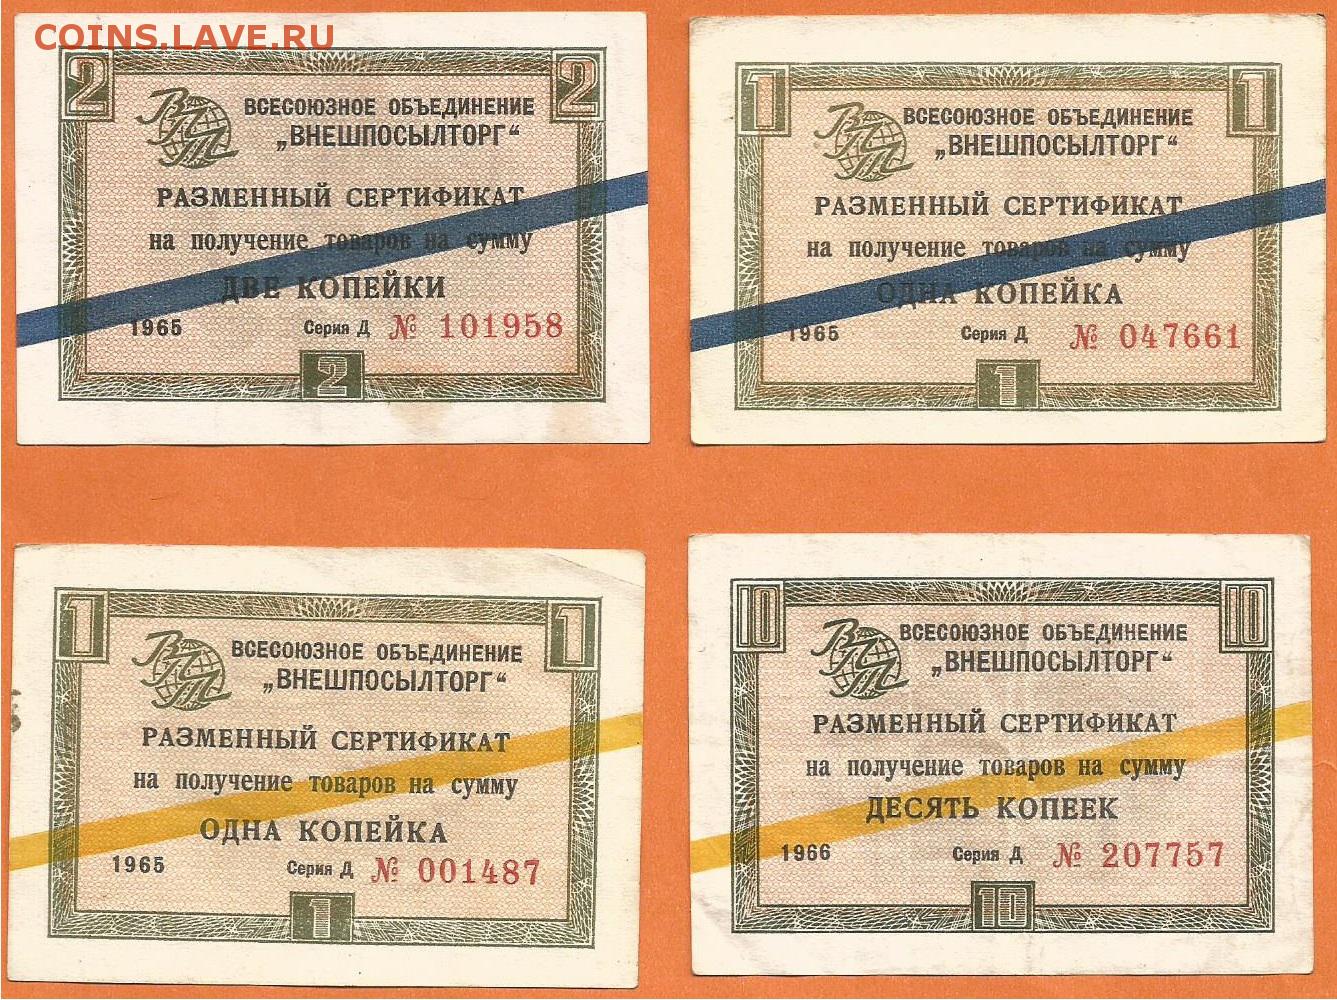 COINS.LAVE.RU
2 2
ВПТ
ВСЕСОЮЗНОЕ ОБЪЕДИНЕНИЕ
„ВНЕШПОСЫЛТОРГ“
РАЗМЕННЫЙ СЕРТИФИКАТ
на получение товаров на сумму
ДВЕ КОПЕЙКИ
1965 Серия Д № 101958
2
1 1
ВПТ
ВСЕСОЮЗНОЕ ОБЪЕДИНЕНИЕ
„ВНЕШПОСЫЛТОРГ“
РАЗМЕННЫЙ СЕРТИФИКАТ
на получение товаров на сумму
ОДНА КОПЕЙКА
1965 Серия Д № 047661
1
1 1
ВПТ
ВСЕСОЮЗНОЕ ОБЪЕДИНЕНИЕ
„ВНЕШПОСЫЛТОРГ“
РАЗМЕННЫЙ СЕРТИФИКАТ
на получение товаров на сумму
ОДНА КОПЕЙКА
1965 Серия Д № 001487
1
10 10
ВПТ
ВСЕСОЮЗНОЕ ОБЪЕДИНЕНИЕ
„ВНЕШПОСЫЛТОРГ“
РАЗМЕННЫЙ СЕРТИФИКАТ
на получение товаров на сумму
ДЕСЯТЬ КОПЕЕК
1966 Серия Д № 207757
10